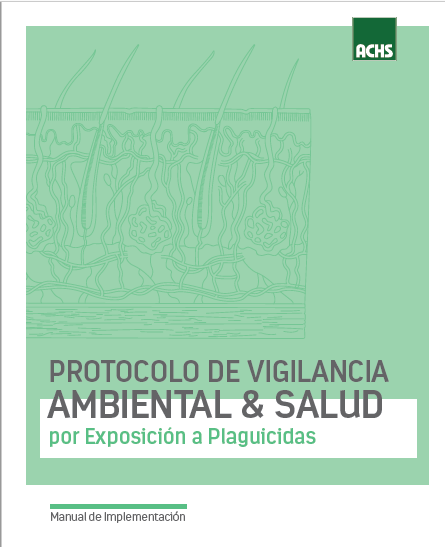 ACHS
PROTOCOLO DE VIGILANCIA
AMBIENTAL & SALUD
por Exposición a Plaguicidas
Manual de Implementación